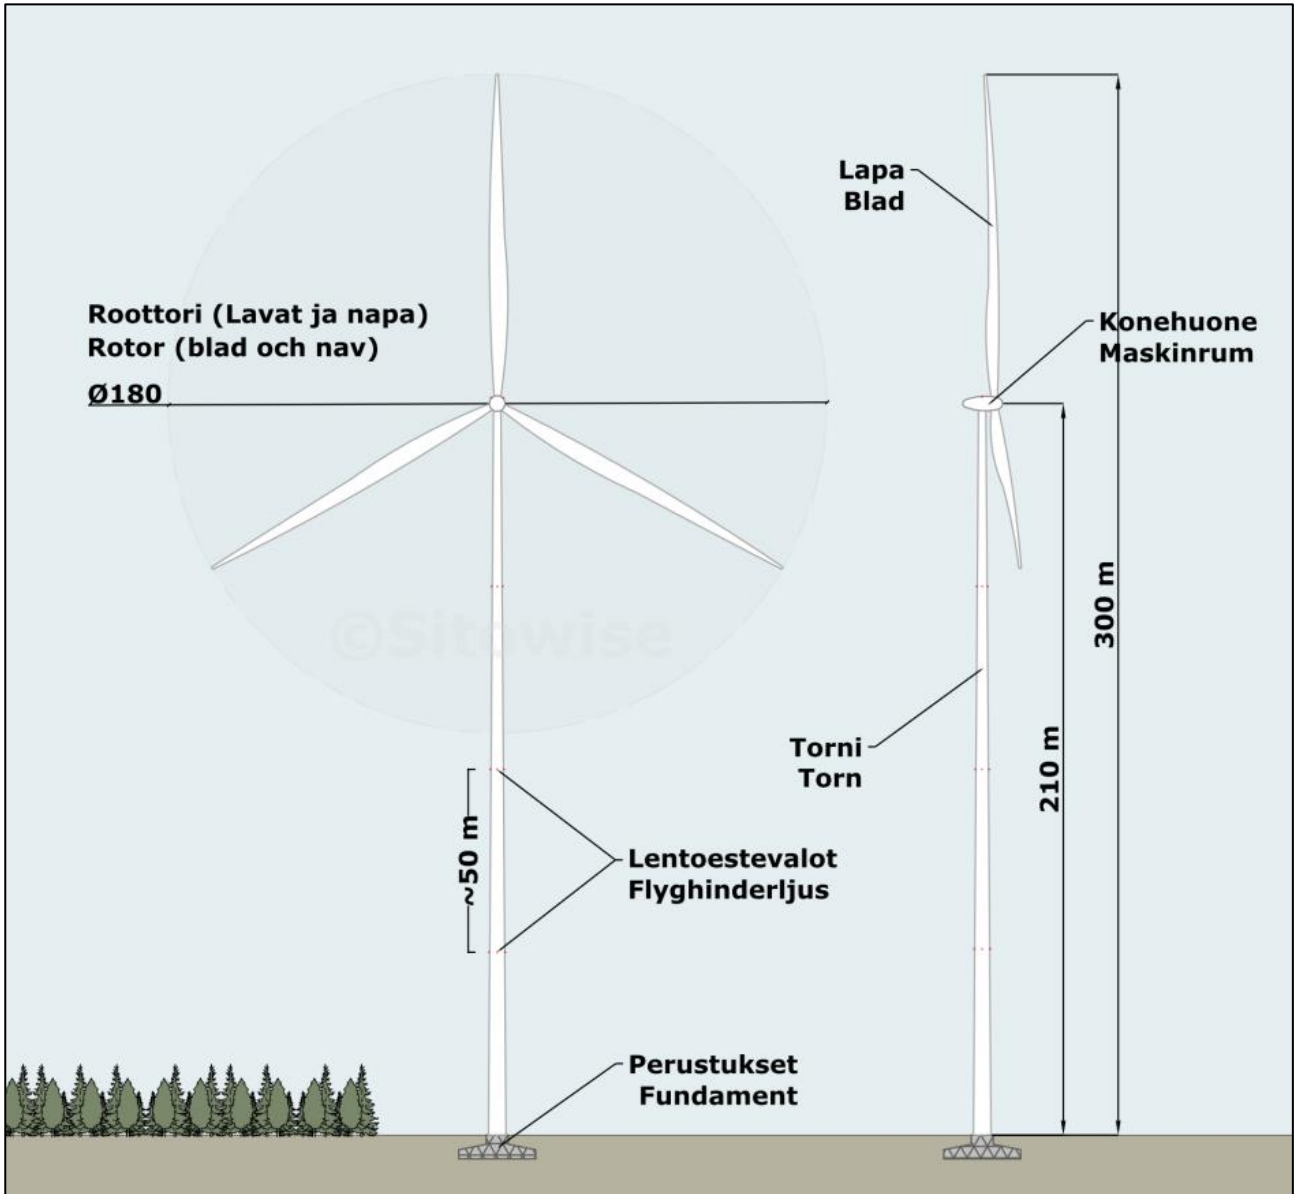 Lapa
Blad
Roottori (Lavat ja napa)
Rotor (blad och nav)
Ø180
Konehuone
Maskinrum
300 m
©Sitowise
210 m
Torni
Torn
~50 m
Lentoestevalot
Flyghinderljus
Perustukset
Fundament